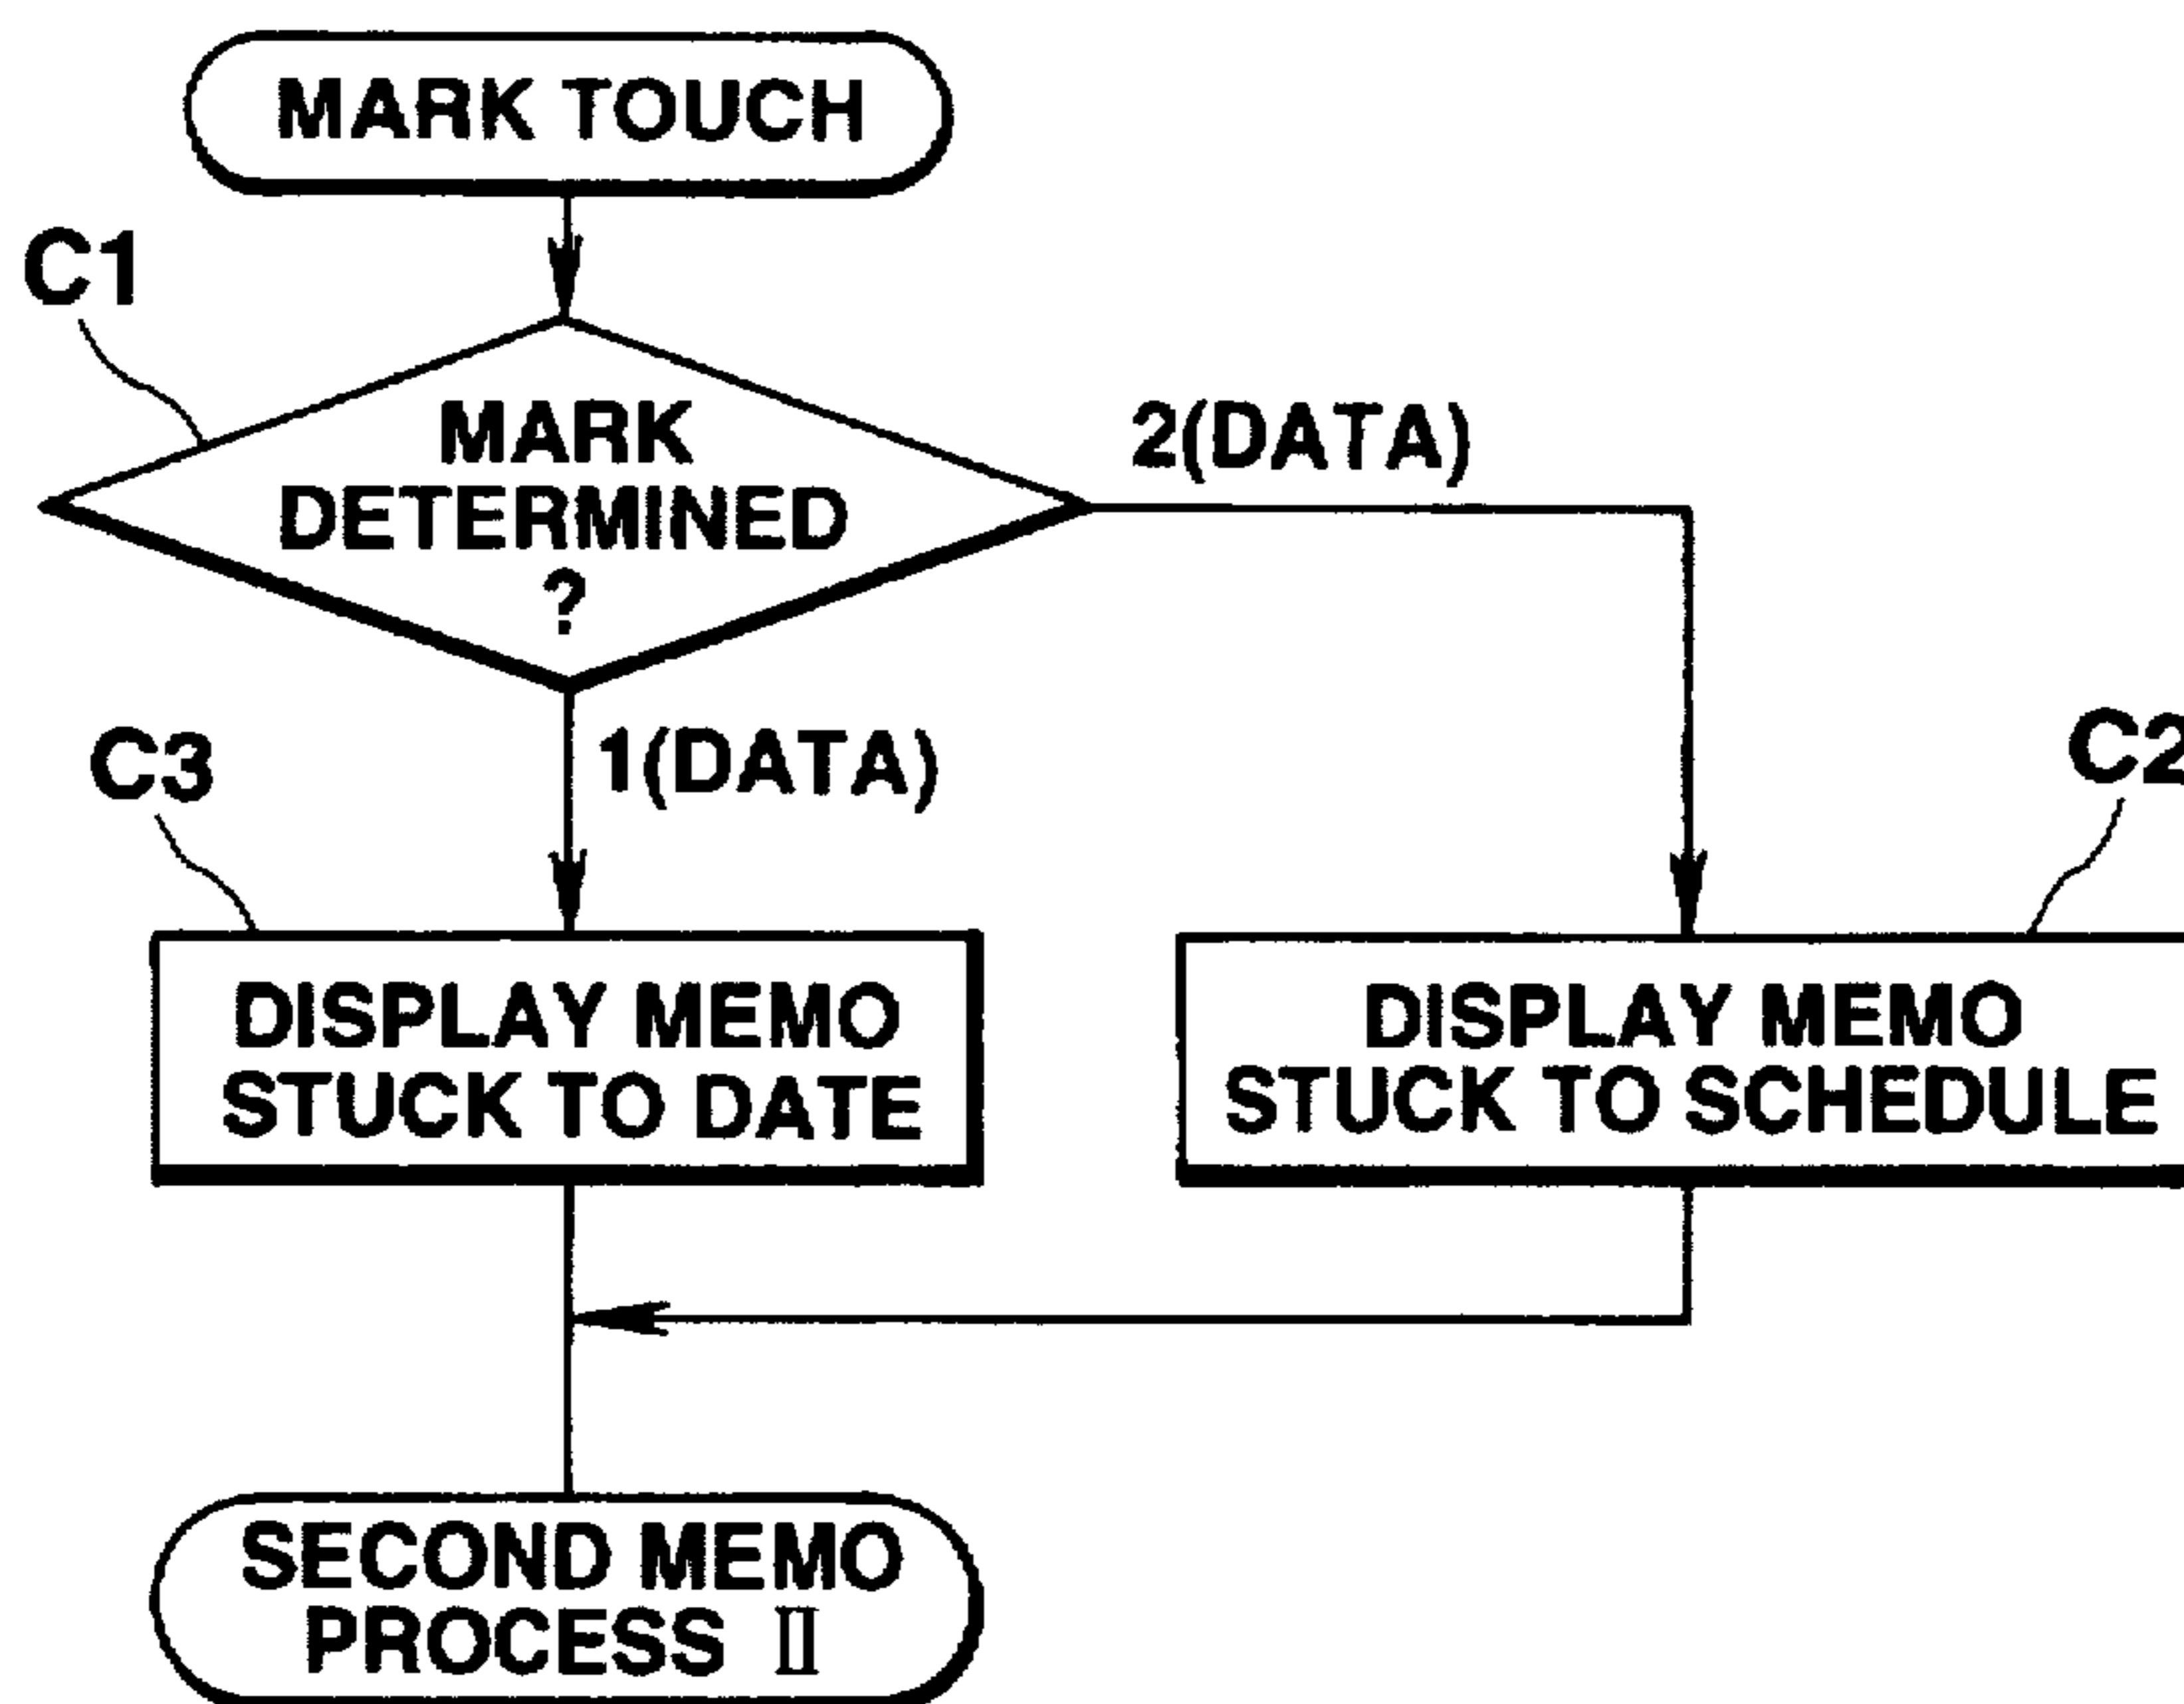 MARK TOUCH
C1
MARK
DETERMINED
?
2(DATA)
1(DATA)
C3
C2
DISPLAY MEMO
STUCK TO DATE
DISPLAY MEMO
STUCK TO SCHEDULE
SECOND MEMO
PROCESS II